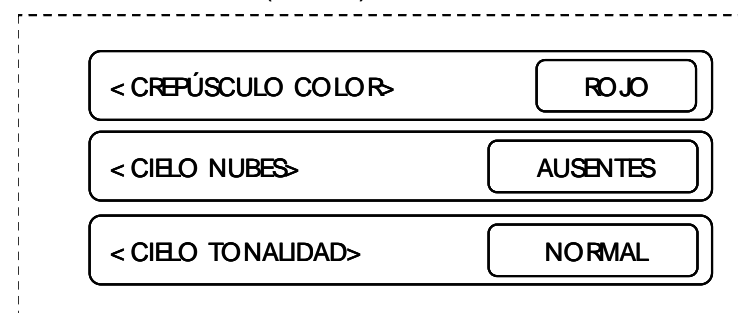 < CREPÚSCULO COLOR> ROJO
< CIELO NUBES> AUSENTES
< CIELO TONALIDAD> NORMAL